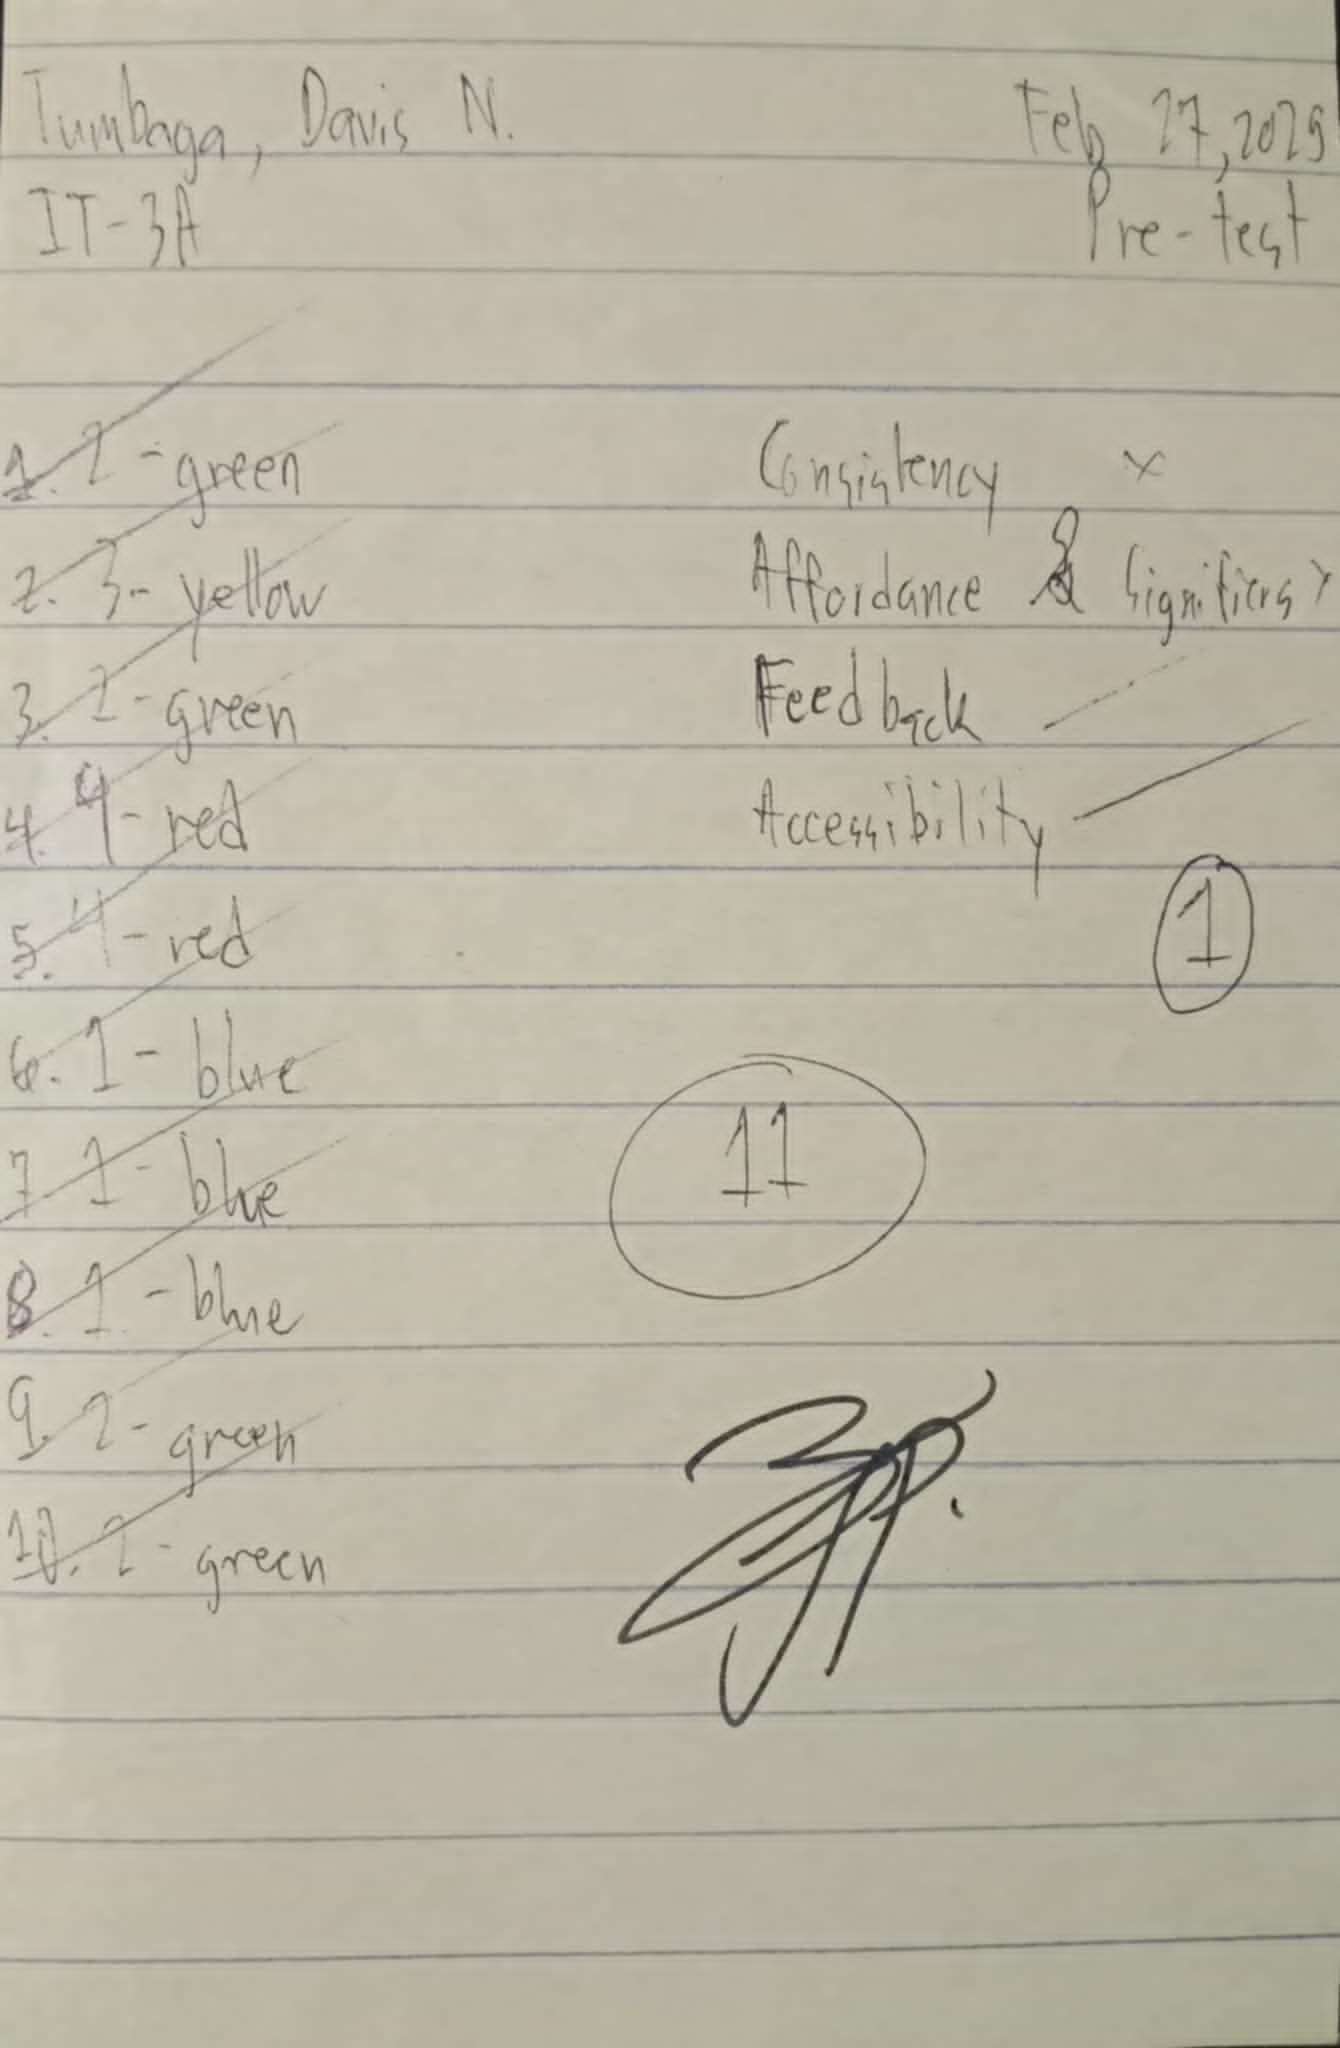 Tumbaga, Davis N.
Feb 27, 2025
IT-3A
Pre-test
1. 2 - green
2. 3 - yellow
3. 2 - green
4. 4 - red
5. 4 - red
6. 1 - blue
7. 1 - blue
8. 1. - blue
9. 2 - green
10. 2 - green
Consistency x
Affordance & Signifiers x
Feedback
Accessibility
1
11